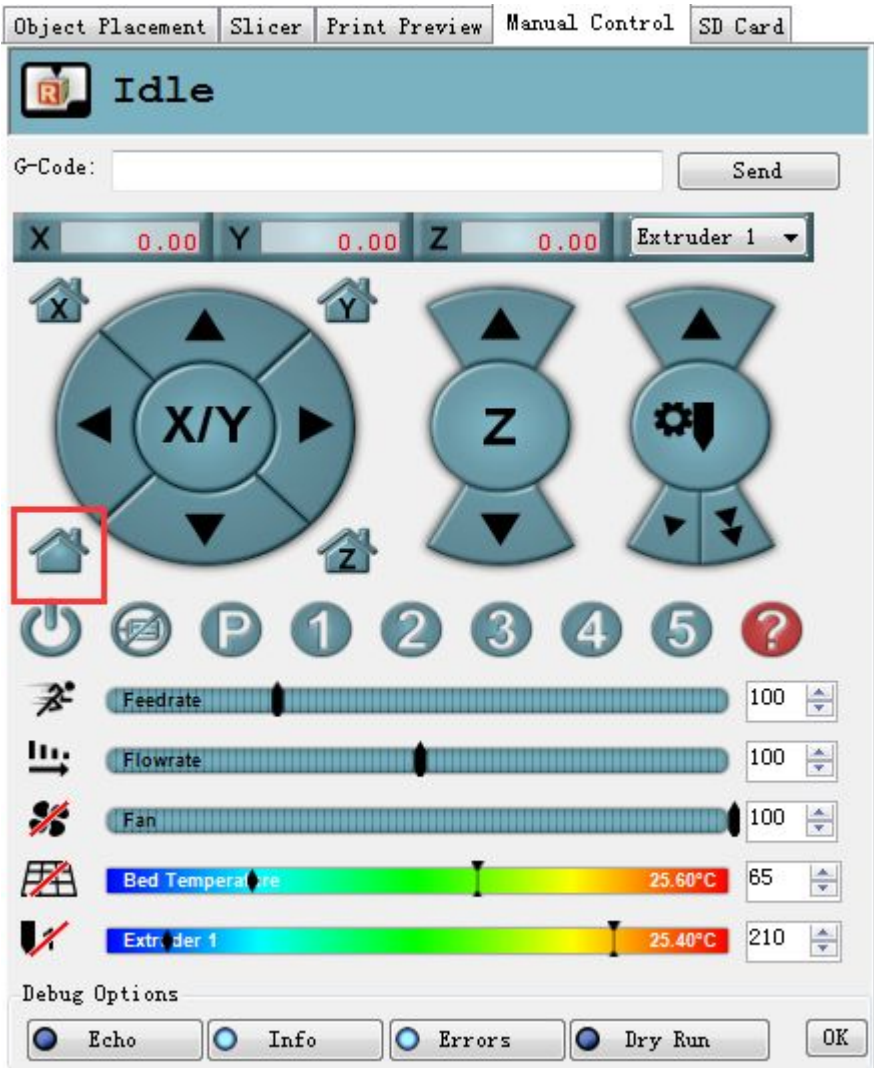 Object Placement Slicer Print Preview Manual Control SD Card
R Idle
G-Code: Send
X 0.00 Y 0.00 Z 0.00 Extruder 1
X Y
X/Y Z
Z
P 1 2 3 4 5 ?
Feedrate 100
Flowrate 100
Fan 100
Bed Temperature 25.60°C 65
1 Extruder 1 25.40°C 210
Debug Options
Echo Info Errors Dry Run OK